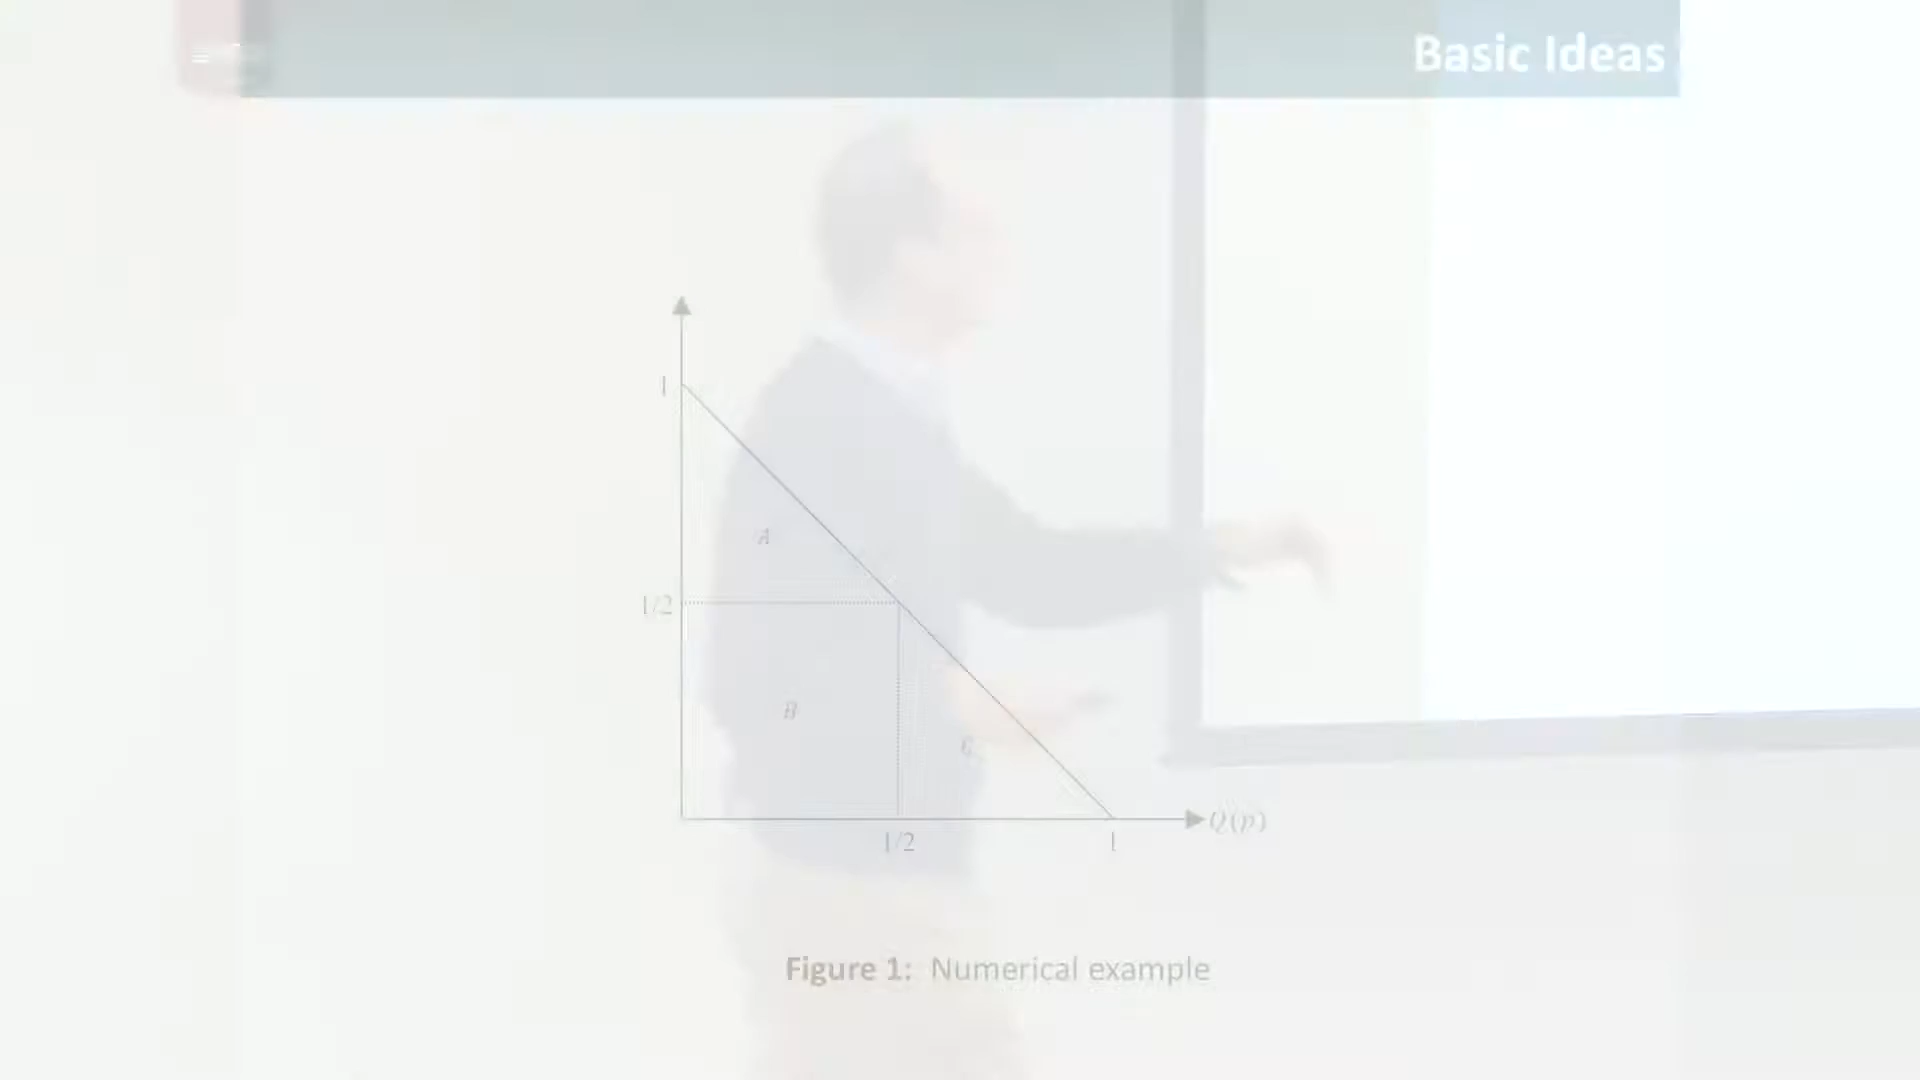 Basic Ideas
1
A
1/2
B
C
Q(p)
1/2
1
Figure 1: Numerical example